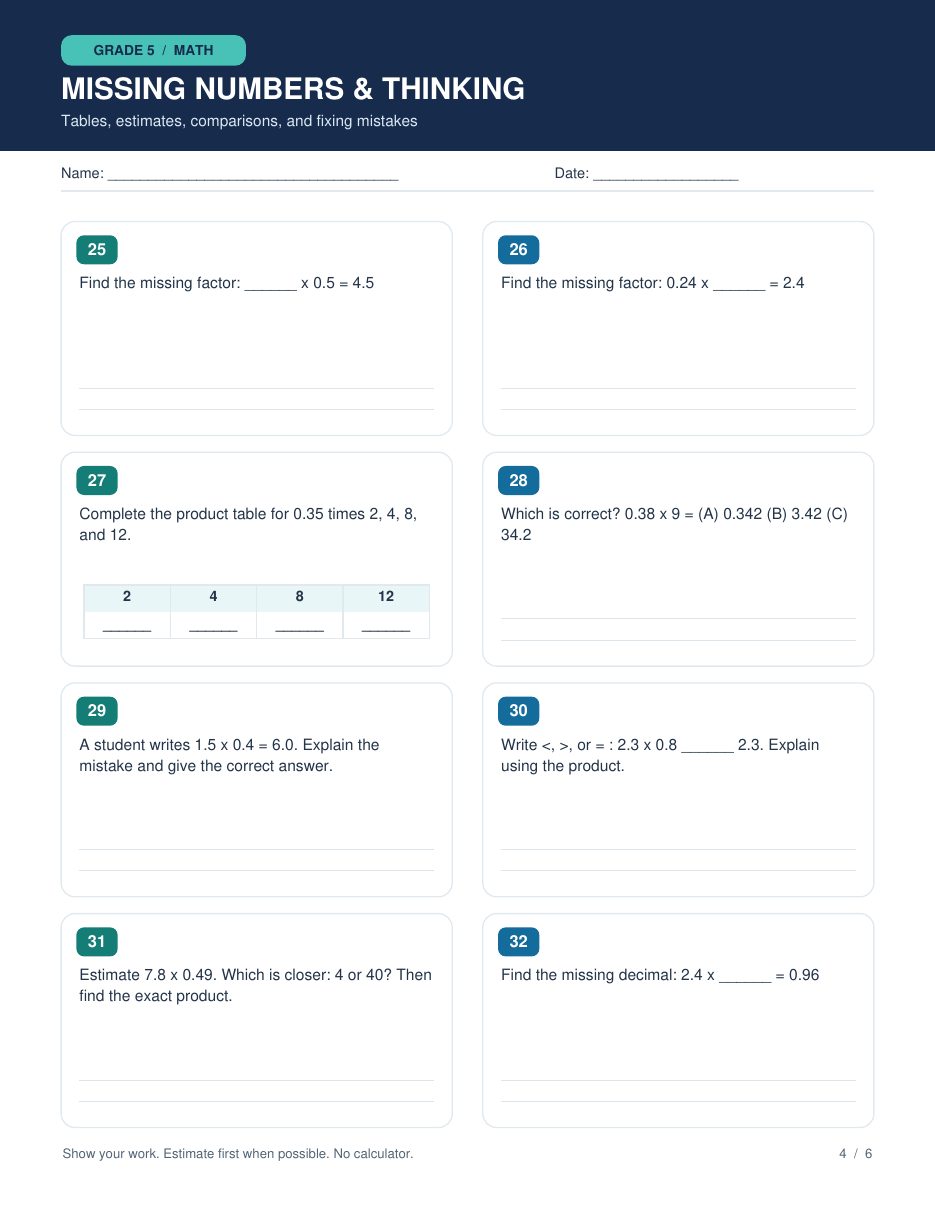 GRADE 5 / MATH
MISSING NUMBERS & THINKING
Tables, estimates, comparisons, and fixing mistakes
Name: ____________________________________ Date: __________________
25
Find the missing factor: ______ x 0.5 = 4.5
26
Find the missing factor: 0.24 x ______ = 2.4
27
Complete the product table for 0.35 times 2, 4, 8,
and 12.
2 4 8 12
______ ______ ______ ______
28
Which is correct? 0.38 x 9 = (A) 0.342 (B) 3.42 (C)
34.2
29
A student writes 1.5 x 0.4 = 6.0. Explain the
mistake and give the correct answer.
30
Write <, >, or = : 2.3 x 0.8 ______ 2.3. Explain
using the product.
31
Estimate 7.8 x 0.49. Which is closer: 4 or 40? Then
find the exact product.
32
Find the missing decimal: 2.4 x ______ = 0.96
Show your work. Estimate first when possible. No calculator.
4 / 6